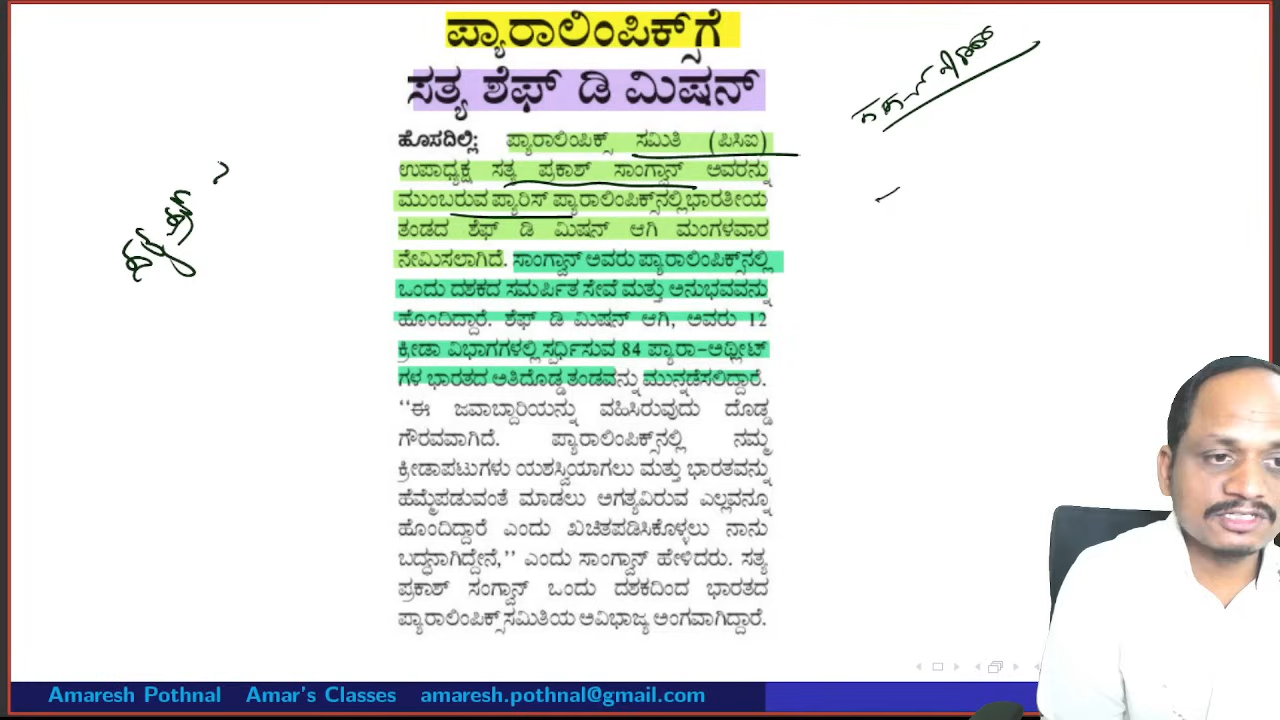 ಪ್ಯಾರಾಲಿಂಪಿಕ್ಸ್‌ಗೆ
ಸತ್ಯ ಶೆಫ್ ಡಿ ಮಿಷನ್
ಹೊಸದಿಲ್ಲಿ: ಪ್ಯಾರಾಲಿಂಪಿಕ್ಸ್ ಸಮಿತಿ (ಪಿಸಿಐ)
ಉಪಾಧ್ಯಕ್ಷ ಸತ್ಯ ಪ್ರಕಾಶ್ ಸಾಂಗ್ವಾನ್ ಅವರನ್ನು
ಮುಂಬರುವ ಪ್ಯಾರಿಸ್ ಪ್ಯಾರಾಲಿಂಪಿಕ್ಸ್‌ನಲ್ಲಿ ಭಾರತೀಯ
ತಂಡದ ಶೆಫ್ ಡಿ ಮಿಷನ್ ಆಗಿ ಮಂಗಳವಾರ
ನೇಮಿಸಲಾಗಿದೆ. ಸಾಂಗ್ವಾನ್ ಅವರು ಪ್ಯಾರಾಲಿಂಪಿಕ್ಸ್‌ನಲ್ಲಿ
ಒಂದು ದಶಕದ ಸಮರ್ಪಿತ ಸೇವೆ ಮತ್ತು ಅನುಭವವನ್ನು
ಹೊಂದಿದ್ದಾರೆ. ಶೆಫ್ ಡಿ ಮಿಷನ್ ಆಗಿ, ಅವರು 12
ಕ್ರೀಡಾ ವಿಭಾಗಗಳಲ್ಲಿ ಸ್ಪರ್ಧಿಸುವ 84 ಪ್ಯಾರಾ-ಅಥ್ಲೀಟ್
ಗಳ ಭಾರತದ ಅತಿದೊಡ್ಡ ತಂಡವನ್ನು ಮುನ್ನಡೆಸಲಿದ್ದಾರೆ.
‘‘ಈ ಜವಾಬ್ದಾರಿಯನ್ನು ವಹಿಸಿರುವುದು ದೊಡ್ಡ
ಗೌರವವಾಗಿದೆ. ಪ್ಯಾರಾಲಿಂಪಿಕ್ಸ್‌ನಲ್ಲಿ ನಮ್ಮ
ಕ್ರೀಡಾಪಟುಗಳು ಯಶಸ್ವಿಯಾಗಲು ಮತ್ತು ಭಾರತವನ್ನು
ಹೆಮ್ಮೆಪಡುವಂತೆ ಮಾಡಲು ಅಗತ್ಯವಿರುವ ಎಲ್ಲವನ್ನೂ
ಹೊಂದಿದ್ದಾರೆ ಎಂದು ಖಚಿತಪಡಿಸಿಕೊಳ್ಳಲು ನಾನು
ಬದ್ಧನಾಗಿದ್ದೇನೆ,’’ ಎಂದು ಸಾಂಗ್ವಾನ್ ಹೇಳಿದರು. ಸತ್ಯ
ಪ್ರಕಾಶ್ ಸಂಗ್ವಾನ್ ಒಂದು ದಶಕದಿಂದ ಭಾರತದ
ಪ್ಯಾರಾಲಿಂಪಿಕ್ಸ್ ಸಮಿತಿಯ ಅವಿಭಾಜ್ಯ ಅಂಗವಾಗಿದ್ದಾರೆ.
Amaresh Pothnal Amar's Classes amaresh.pothnal@gmail.com